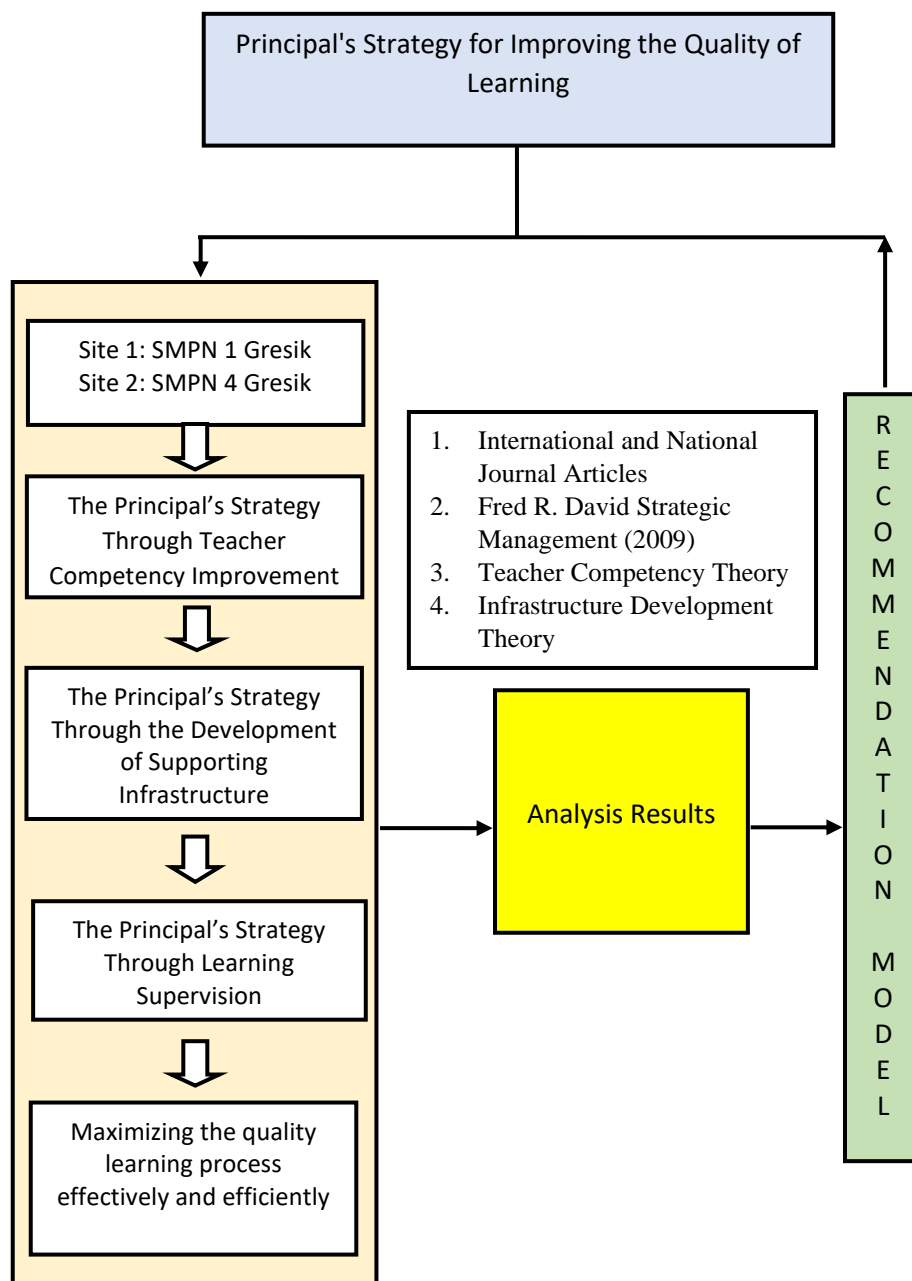 Principal's Strategy for Improving the Quality of
Learning
Site 1: SMPN 1 Gresik
Site 2: SMPN 4 Gresik
The Principal’s Strategy
Through Teacher
Competency Improvement
The Principal’s Strategy
Through the Development
of Supporting
Infrastructure
The Principal’s Strategy
Through Learning
Supervision
Maximizing the quality
learning process
effectively and efficiently
1. International and National
Journal Articles
2. Fred R. David Strategic
Management (2009)
3. Teacher Competency Theory
4. Infrastructure Development
Theory
Analysis Results
RECOMMENDATION MODEL